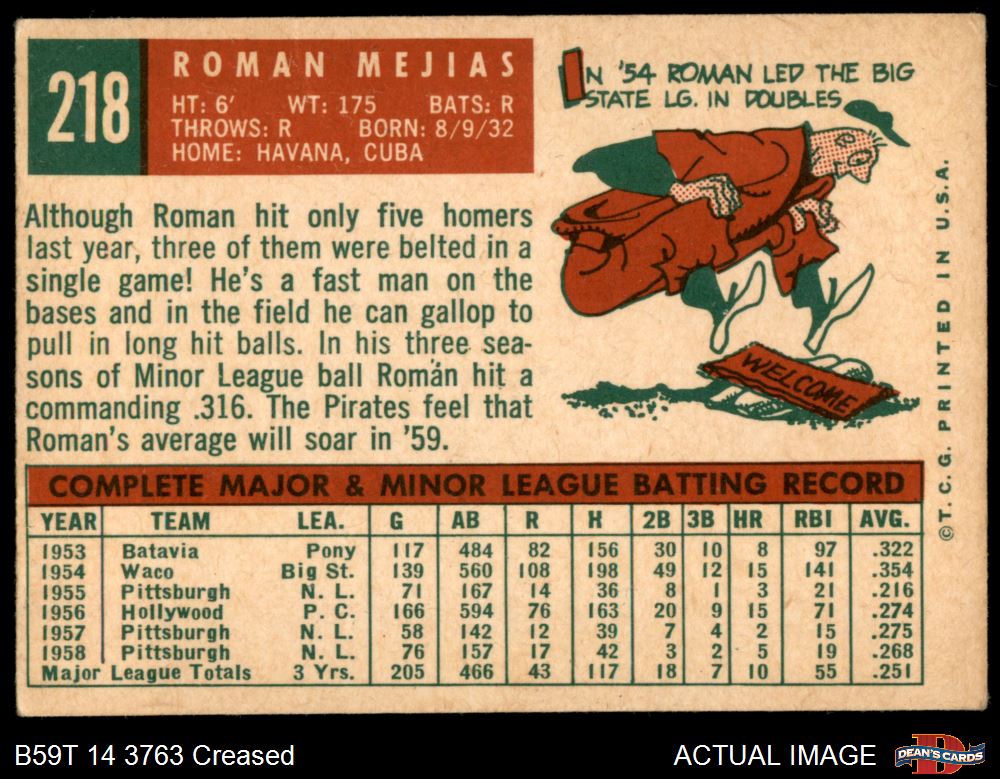 218
ROMAN MEJIAS
HT: 6' WT: 175 BATS: R
THROWS: R BORN: 8/9/32
HOME: HAVANA, CUBA
IN '54 ROMAN LED THE BIG
STATE LG. IN DOUBLES
WELCOME
Although Roman hit only five homers
last year, three of them were belted in a
single game! He's a fast man on the
bases and in the field he can gallop to
pull in long hit balls. In his three sea-
sons of Minor League ball Román hit a
commanding .316. The Pirates feel that
Roman's average will soar in '59.
COMPLETE MAJOR & MINOR LEAGUE BATTING RECORD
YEAR TEAM LEA. G AB R H 2B 3B HR RBI AVG.
1953 Batavia Pony 117 484 82 156 30 10 8 97 .322
1954 Waco Big St. 139 560 108 198 49 12 15 141 .354
1955 Pittsburgh N. L. 71 167 14 36 8 1 3 21 .216
1956 Hollywood P. C. 166 594 76 163 20 9 15 71 .274
1957 Pittsburgh N. L. 58 142 12 39 7 4 2 15 .275
1958 Pittsburgh N. L. 76 157 17 42 3 2 5 19 .268
Major League Totals 3 Yrs. 205 466 43 117 18 7 10 55 .251
© T. C. G. PRINTED IN U.S.A.
B59T 14 3763 Creased
ACTUAL IMAGE
DEAN'S CARDS